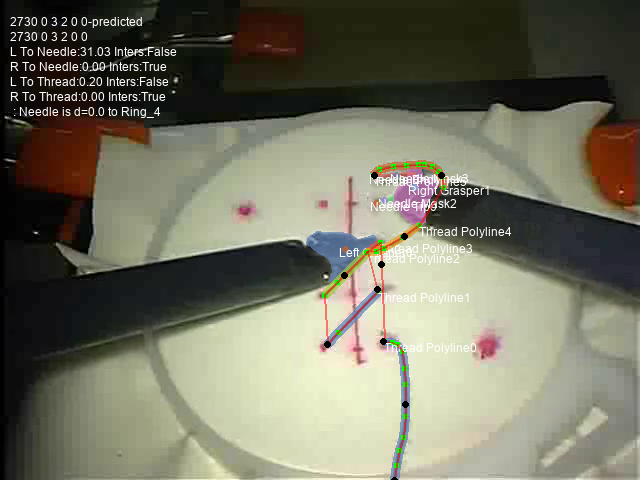 2730 0 3 2 0 0-predicted
2730 0 3 2 0 0
L To Needle:31.03 Inters:False
R To Needle:0.00 Inters:True
L To Thread:0.20 Inters:False
R To Thread:0.00 Inters:True
: Needle is d=0.0 to Ring_4
Right Grasper1
Needle Mask2
Needle Tip3
Thread Polyline4
Thread Polyline3
Left
Thread Polyline2
Thread Polyline1
Thread Polyline0